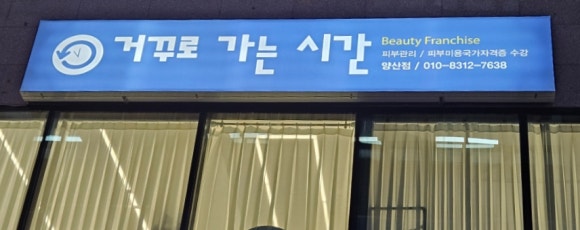 거꾸로 가는 시간
Beauty Franchise
피부관리 / 피부미용국가자격증 수강
양산점 / 010-8312-7638